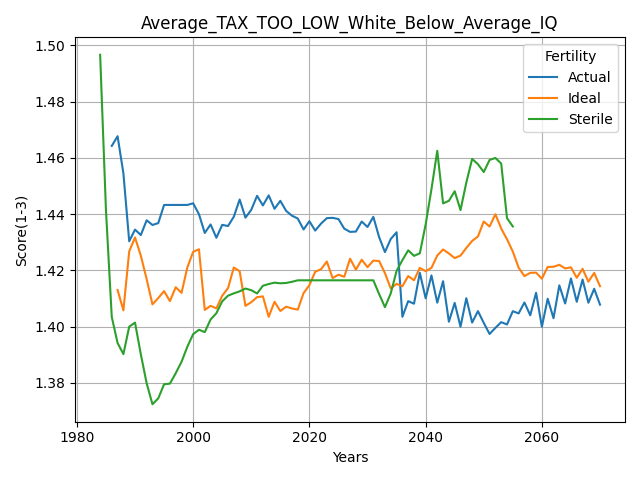 Average_TAX_TOO_LOW_White_Below_Average_IQ
Fertility
Actual
Ideal
Sterile
Score(1-3)
1.50
1.48
1.46
1.44
1.42
1.40
1.38
1980
2000
2020
2040
2060
Years